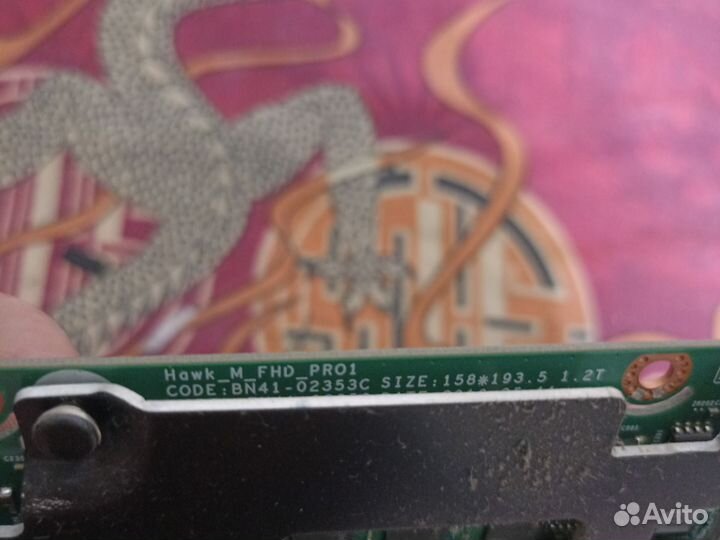 Hawk_M_FHD_PRO1
CODE:BN41-02353C SIZE:158*193.5 1.2T
Avito